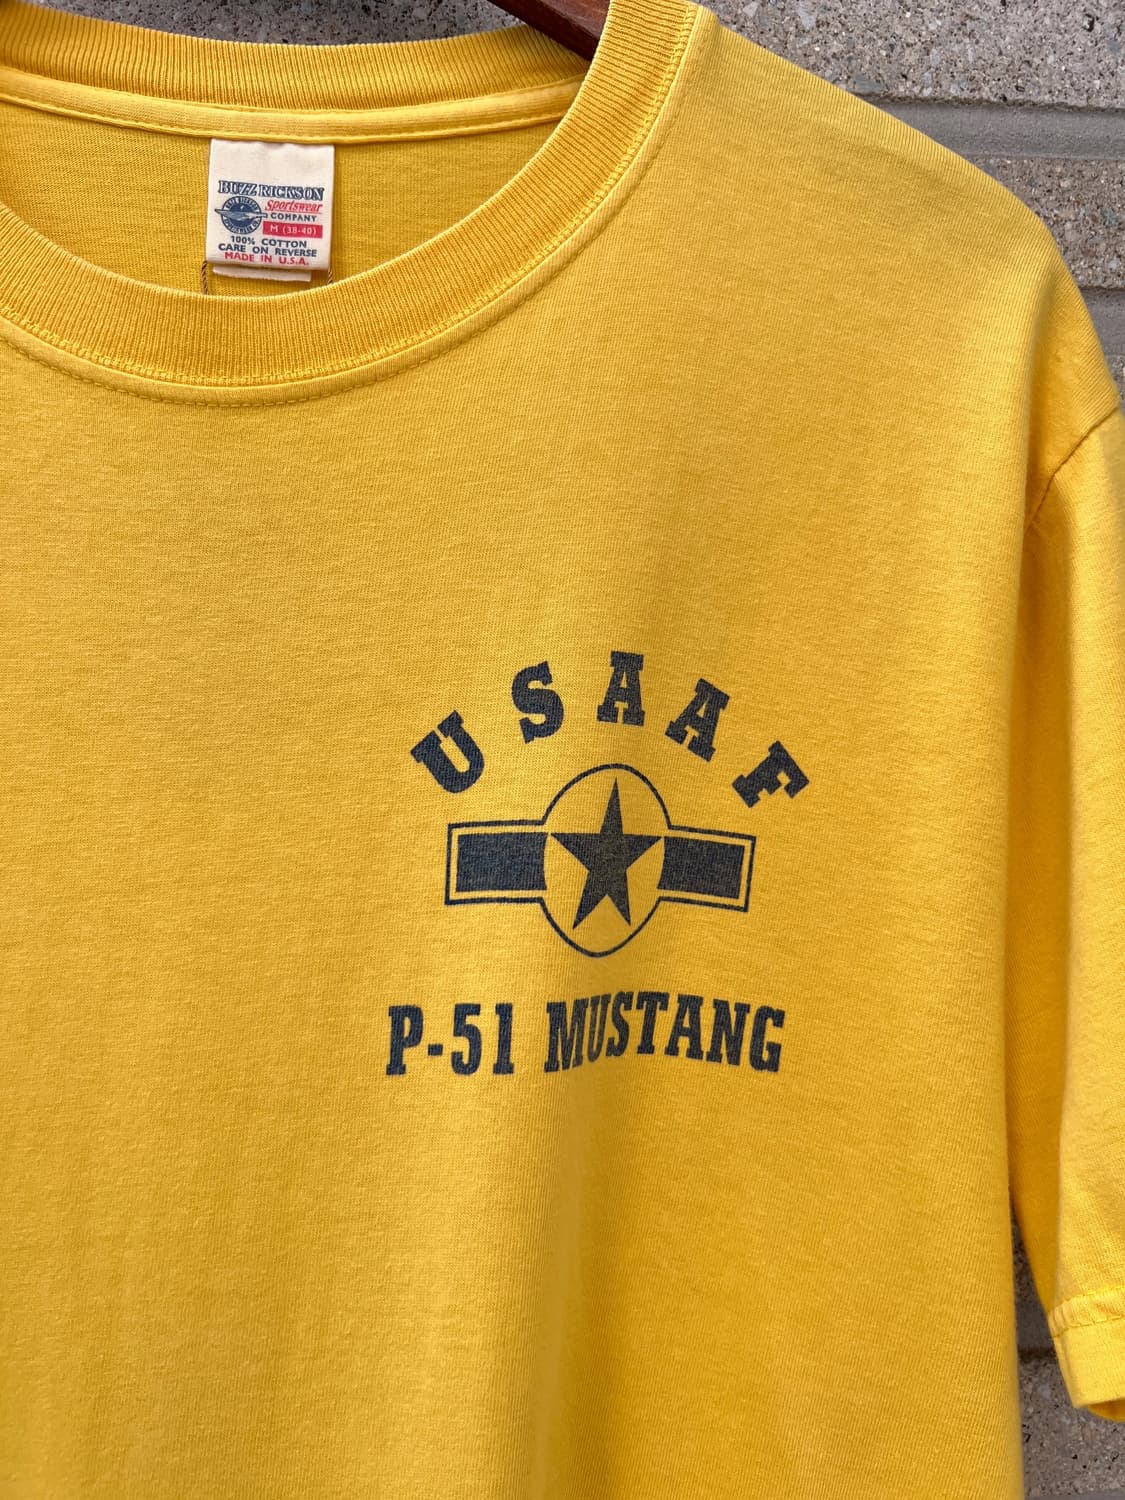 BUZZ RICKSON
Sportswear
COMPANY
M (38-40)
100% COTTON
CARE ON REVERSE
MADE IN U.S.A.
USAAF
P-51 MUSTANG